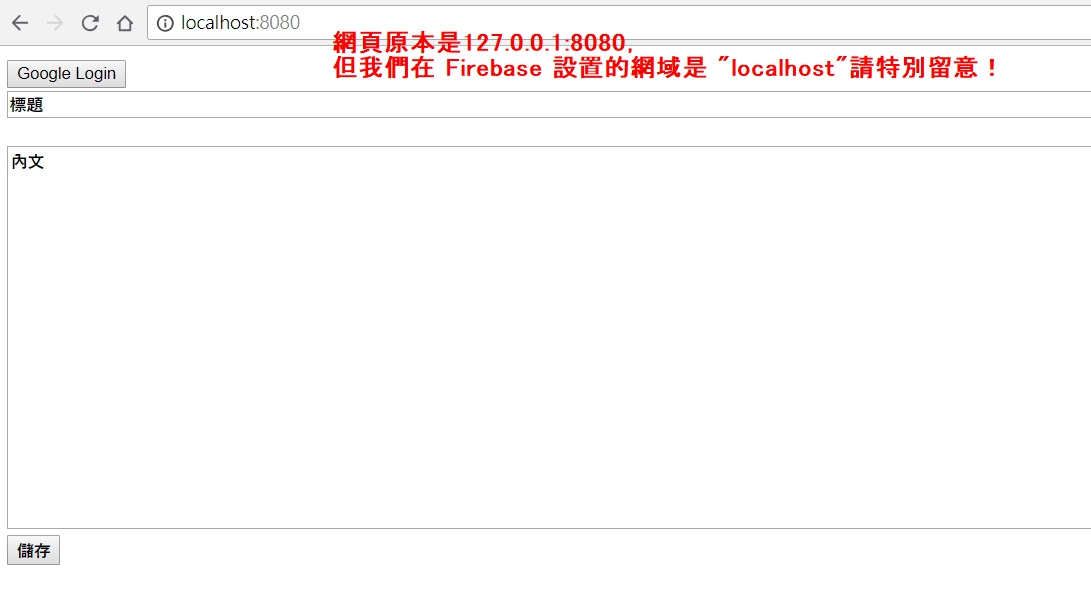 localhost:8080
網頁原本是127.0.0.1:8080,
但我們在 Firebase 設置的網域是 "localhost"請特別留意！
Google Login
標題
內文
儲存